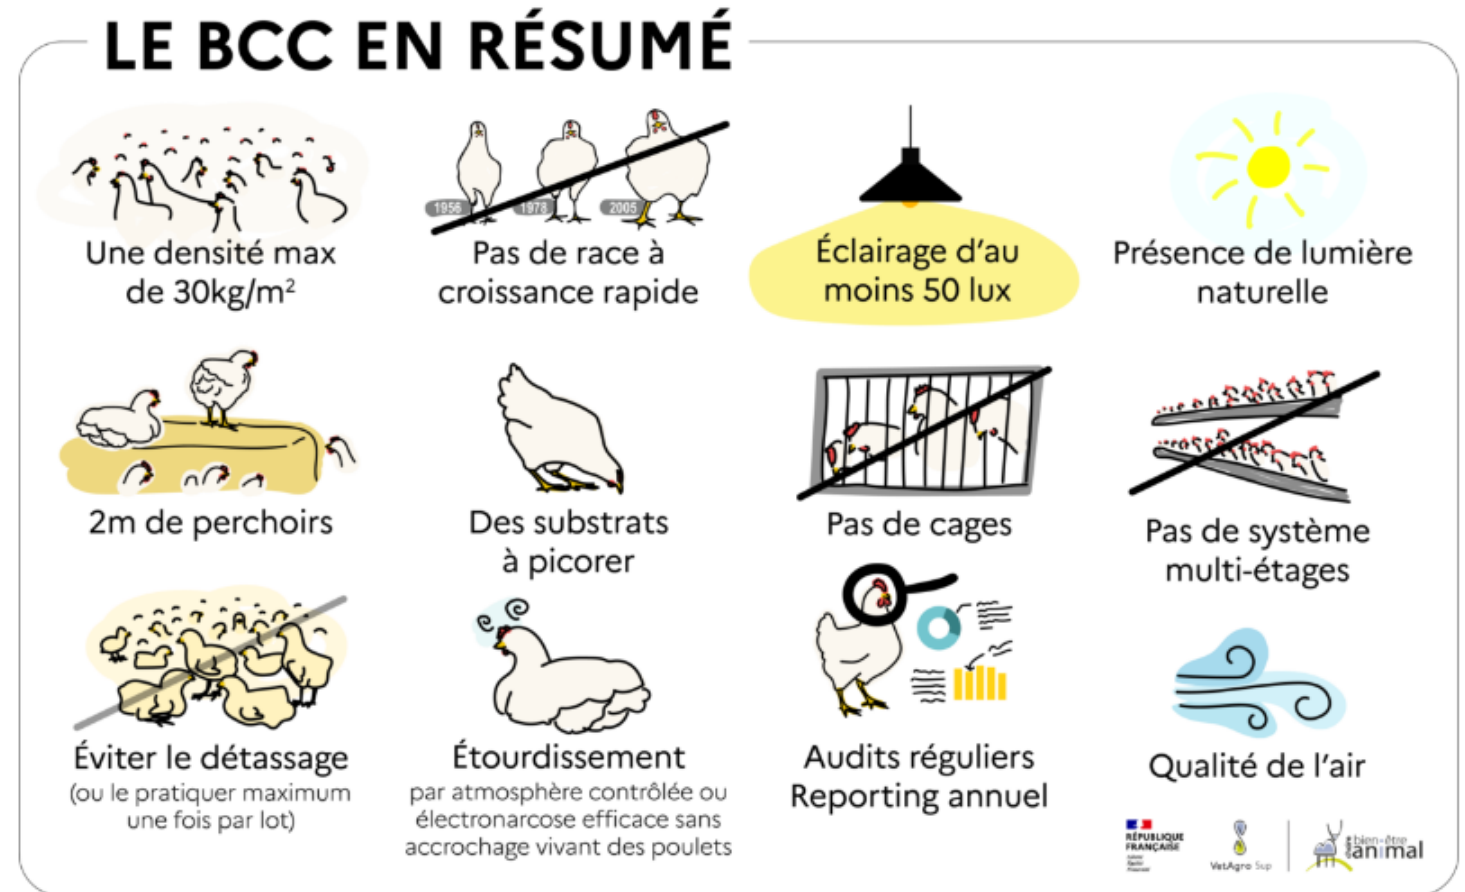 LE BCC EN RÉSUMÉ
1956
1978
2005
Une densité max
de 30kg/m²
Pas de race à
croissance rapide
Éclairage d'au
moins 50 lux
Présence de lumière
naturelle
2m de perchoirs
Des substrats
à picorer
Pas de cages
Pas de système
multi-étages
Éviter le détassage
(ou le pratiquer maximum
une fois par lot)
Étourdissement
par atmosphère contrôlée ou
électronarcose efficace sans
accrochage vivant des poulets
Audits réguliers
Reporting annuel
Qualité de l'air
RÉPUBLIQUE
FRANÇAISE
VetAgro Sup
bien-être
animal